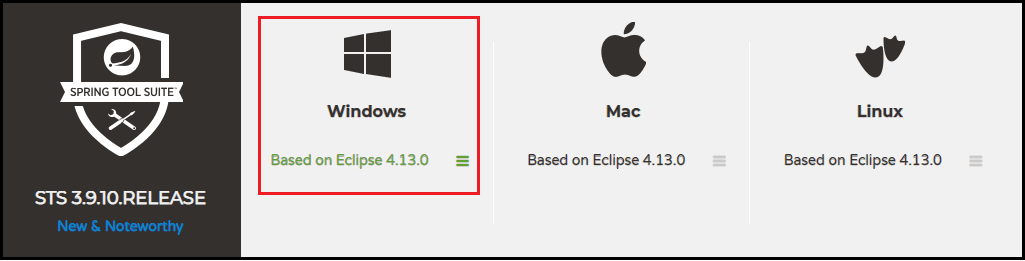 SPRING TOOL SUITE™
STS 3.9.10.RELEASE
New & Noteworthy
Windows
Based on Eclipse 4.13.0
Mac
Based on Eclipse 4.13.0
Linux
Based on Eclipse 4.13.0